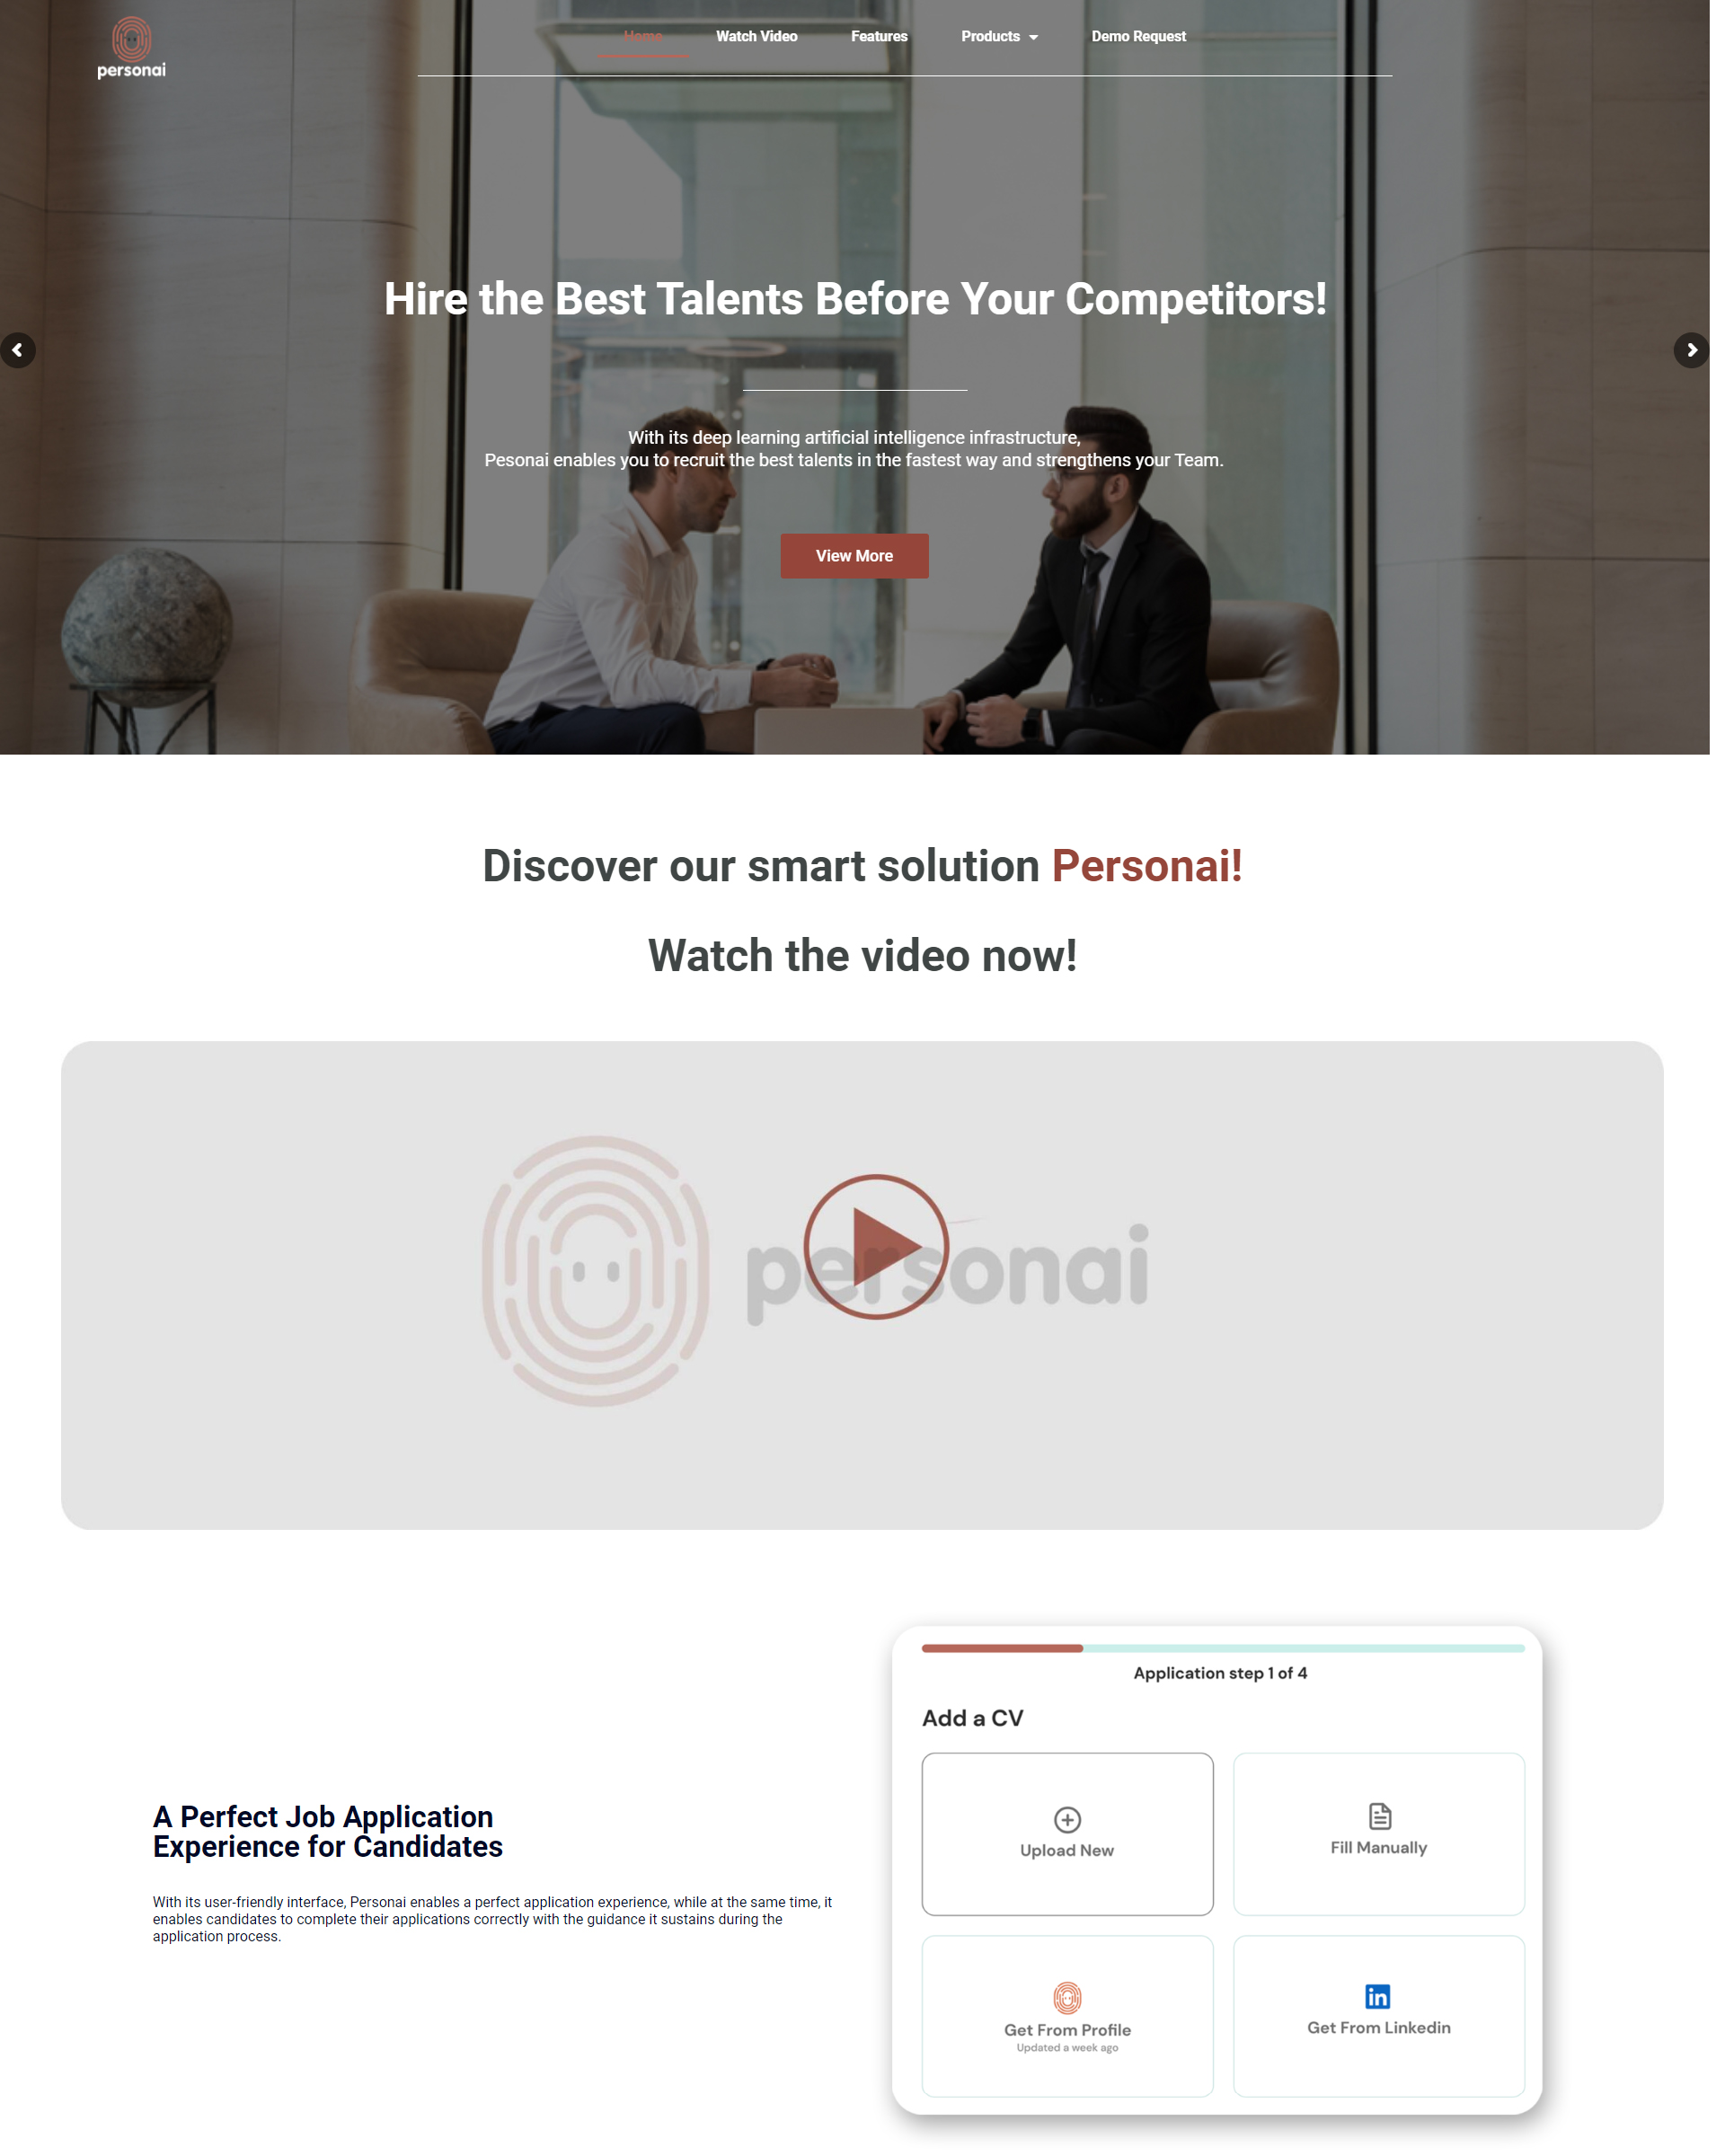 personai
Home
Watch Video
Features
Products
Demo Request
Hire the Best Talents Before Your Competitors!
With its deep learning artificial intelligence infrastructure,
Pesonai enables you to recruit the best talents in the fastest way and strengthens your Team.
View More
Discover our smart solution Personai!
Watch the video now!
personai
A Perfect Job Application
Experience for Candidates
With its user-friendly interface, Personai enables a perfect application experience, while at the same time, it
enables candidates to complete their applications correctly with the guidance it sustains during the
application process.
Application step 1 of 4
Add a CV
Upload New
Fill Manually
Get From Profile
Updated a week ago
in
Get From Linkedin